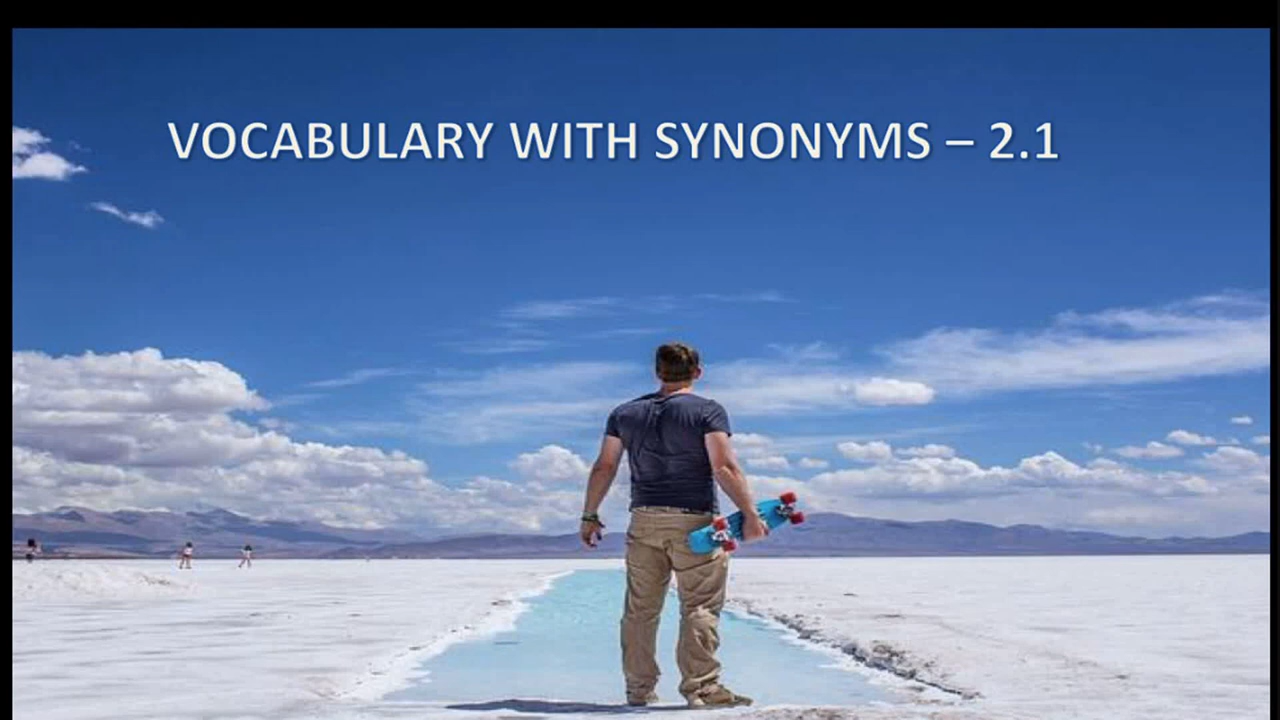 VOCABULARY WITH SYNONYMS – 2.1